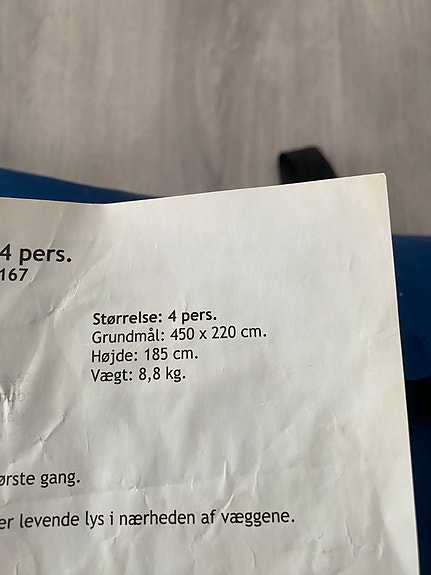 4 pers.
167
Størrelse: 4 pers.
Grundmål: 450 x 220 cm.
Højde: 185 cm.
Vægt: 8,8 kg.
ørste gang.
er levende lys i nærheden af væggene.